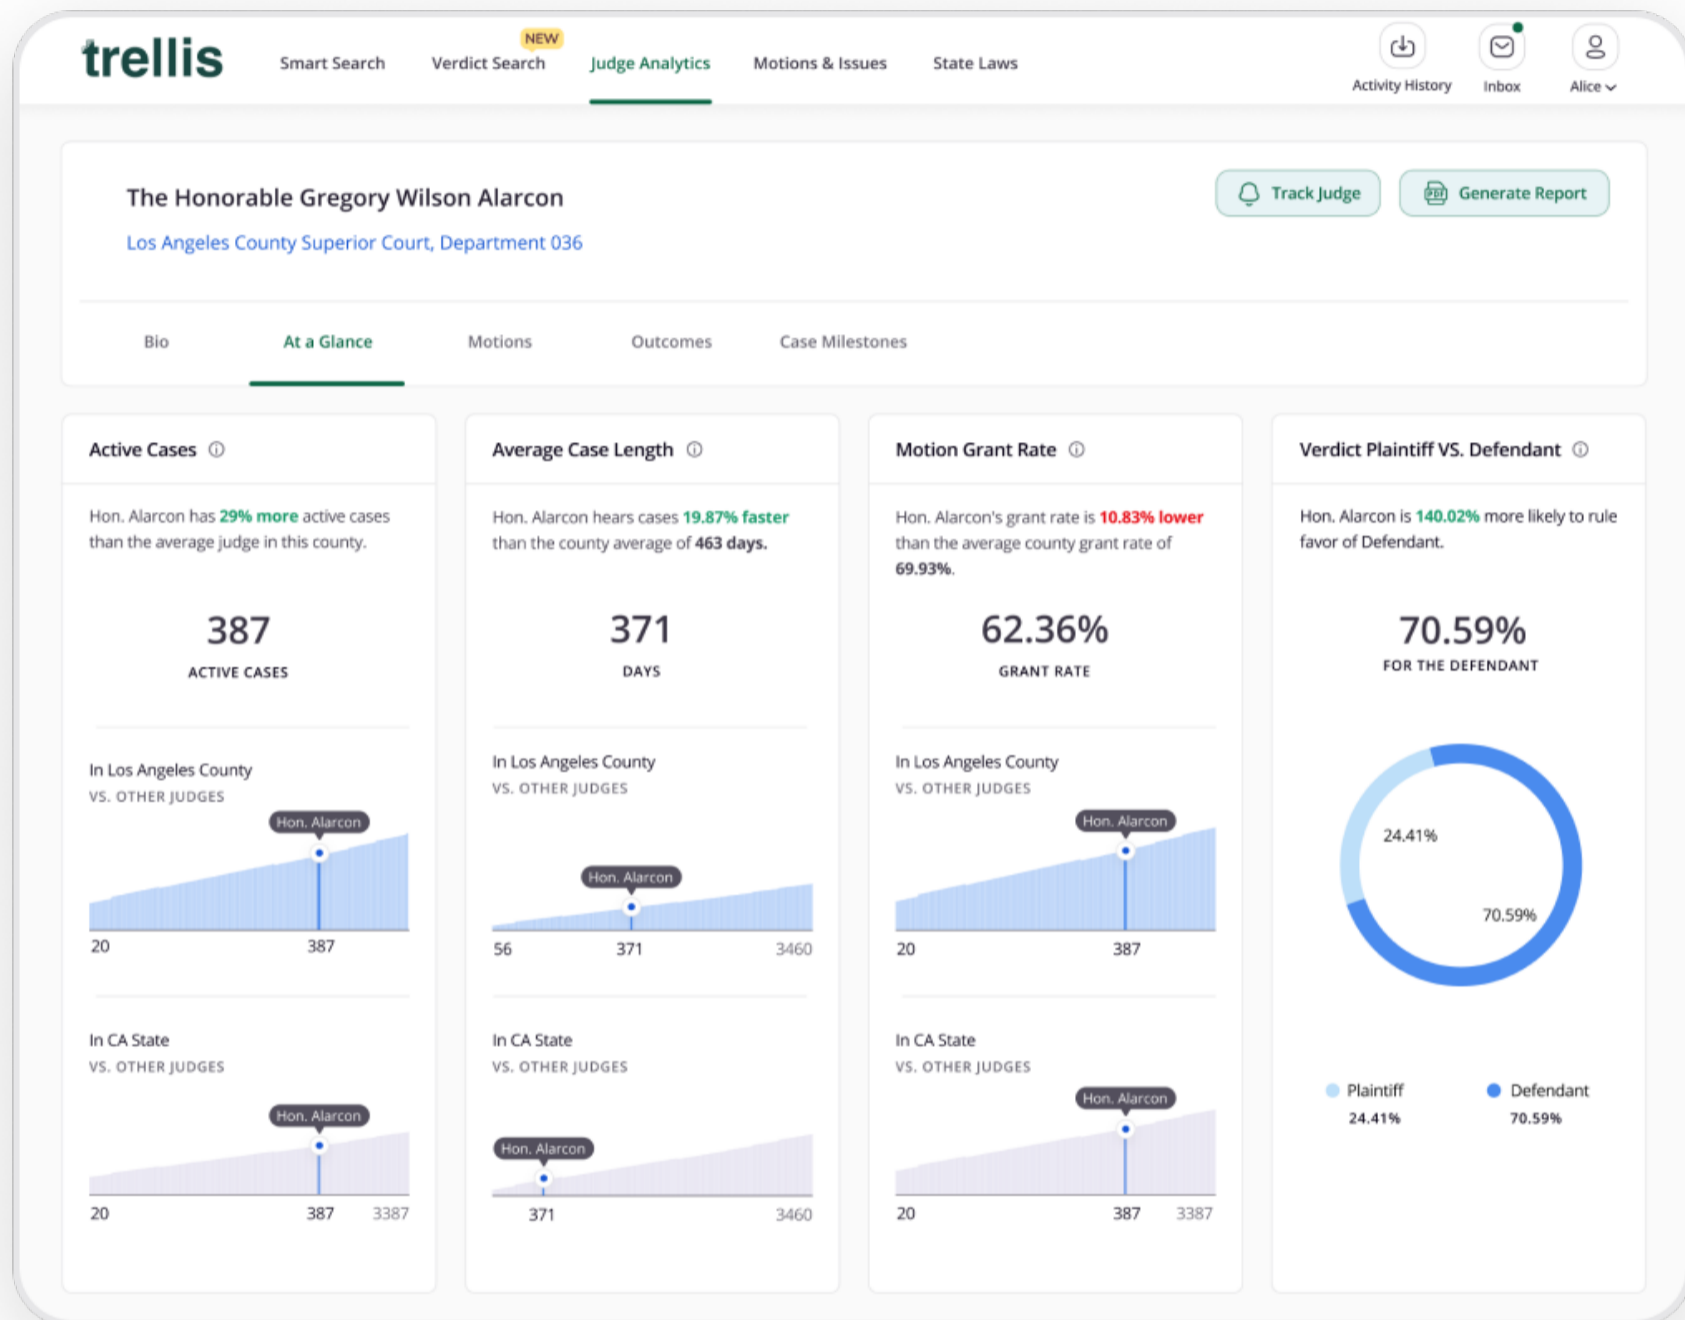 trellis
Smart Search
Verdict Search
NEW
Judge Analytics
Motions & Issues
State Laws
Activity History
Inbox
Alice
The Honorable Gregory Wilson Alarcon
Los Angeles County Superior Court, Department 036
Track Judge
PDF
Generate Report
Bio
At a Glance
Motions
Outcomes
Case Milestones
Active Cases
Hon. Alarcon has 29% more active cases
than the average judge in this county.
387
ACTIVE CASES
In Los Angeles County
VS. OTHER JUDGES
Hon. Alarcon
20
387
In CA State
VS. OTHER JUDGES
Hon. Alarcon
20
387
3387
Average Case Length
Hon. Alarcon hears cases 19.87% faster
than the county average of 463 days.
371
DAYS
In Los Angeles County
VS. OTHER JUDGES
Hon. Alarcon
56
371
3460
In CA State
VS. OTHER JUDGES
Hon. Alarcon
371
3460
Motion Grant Rate
Hon. Alarcon's grant rate is 10.83% lower
than the average county grant rate of
69.93%.
62.36%
GRANT RATE
In Los Angeles County
VS. OTHER JUDGES
Hon. Alarcon
20
387
In CA State
VS. OTHER JUDGES
Hon. Alarcon
20
387
3387
Verdict Plaintiff VS. Defendant
Hon. Alarcon is 140.02% more likely to rule
favor of Defendant.
70.59%
FOR THE DEFENDANT
24.41%
70.59%
Plaintiff
24.41%
Defendant
70.59%